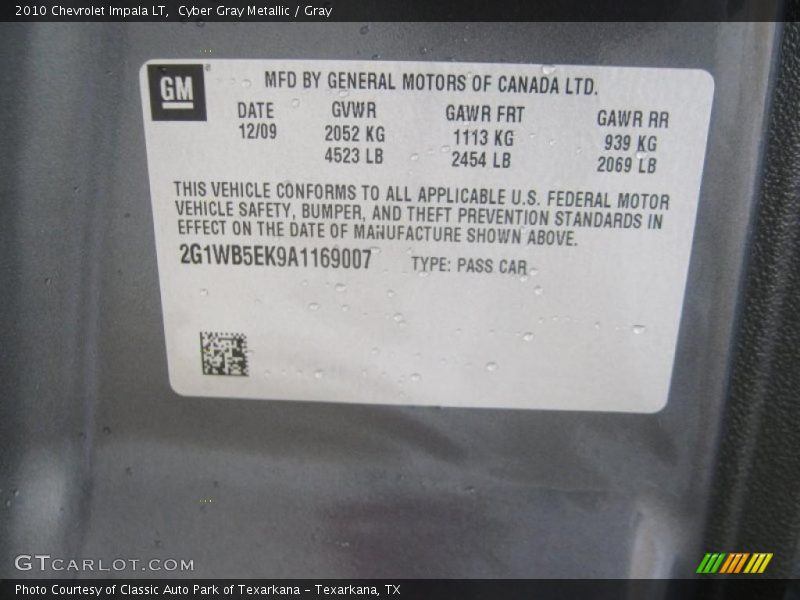 2010 Chevrolet Impala LT, Cyber Gray Metallic / Gray
GM
MFD BY GENERAL MOTORS OF CANADA LTD.
DATE GVWR GAWR FRT GAWR RR
12/09 2052 KG 1113 KG 939 KG
4523 LB 2454 LB 2069 LB
THIS VEHICLE CONFORMS TO ALL APPLICABLE U.S. FEDERAL MOTOR
VEHICLE SAFETY, BUMPER, AND THEFT PREVENTION STANDARDS IN
EFFECT ON THE DATE OF MANUFACTURE SHOWN ABOVE.
2G1WB5EK9A1169007 TYPE: PASS CAR
GTCARLOT.COM
Photo Courtesy of Classic Auto Park of Texarkana – Texarkana, TX